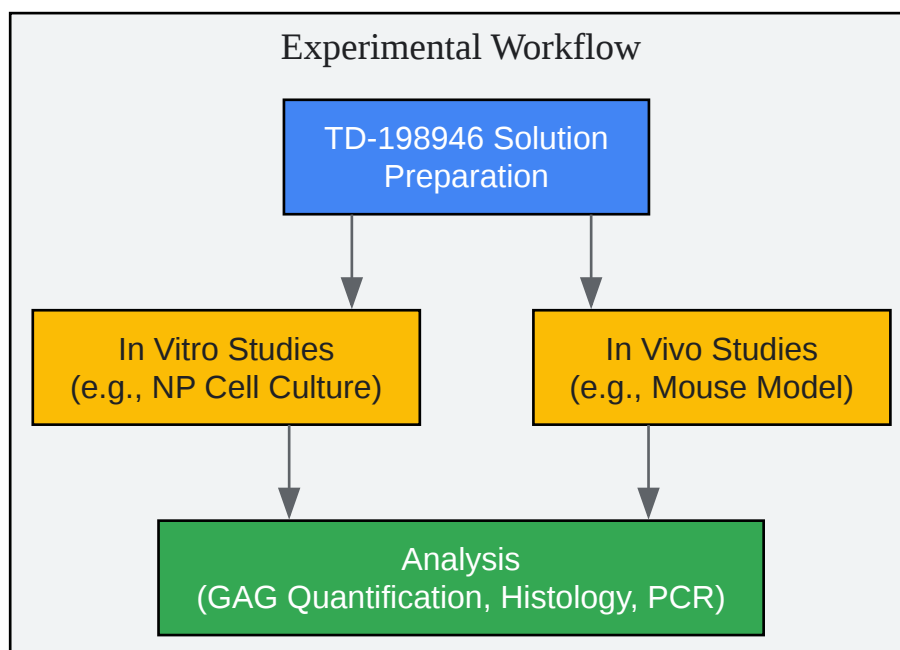 Experimental Workflow
TD-198946 Solution
Preparation
In Vitro Studies
(e.g., NP Cell Culture)
In Vivo Studies
(e.g., Mouse Model)
Analysis
(GAG Quantification, Histology, PCR)